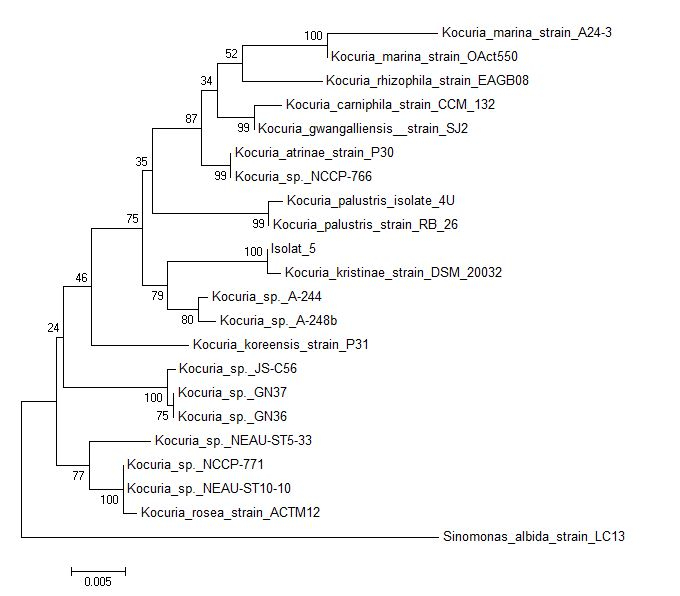 100
Kocuria_marina_strain_A24-3
52
Kocuria_marina_strain_OAct550
34
Kocuria_rhizophila_strain_EAGB08
Kocuria_carniphila_strain_CCM_132
87
99
Kocuria_gwangalliensis__strain_SJ2
Kocuria_atrinae_strain_P30
35
99
Kocuria_sp._NCCP-766
Kocuria_palustris_isolate_4U
75
99
Kocuria_palustris_strain_RB_26
100
Isolat_5
46
Kocuria_kristinae_strain_DSM_20032
79
Kocuria_sp._A-244
80
Kocuria_sp._A-248b
24
Kocuria_koreensis_strain_P31
Kocuria_sp._JS-C56
100
Kocuria_sp._GN37
75
Kocuria_sp._GN36
Kocuria_sp._NEAU-ST5-33
77
Kocuria_sp._NCCP-771
100
Kocuria_sp._NEAU-ST10-10
Kocuria_rosea_strain_ACTM12
Sinomonas_albida_strain_LC13
0.005